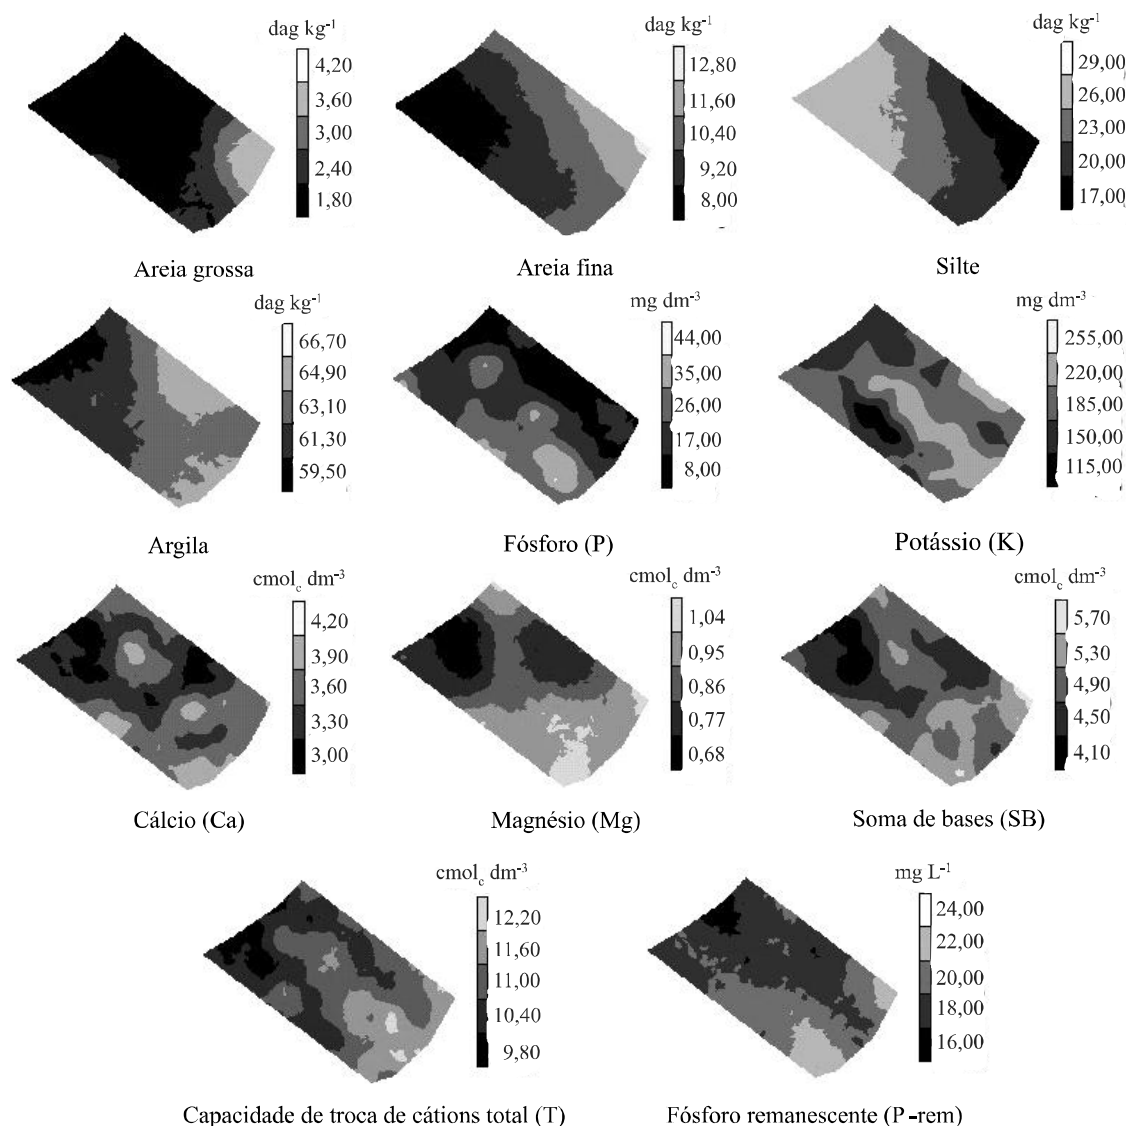 dag kg⁻¹
4,20
3,60
3,00
2,40
1,80
Areia grossa
dag kg⁻¹
12,80
11,60
10,40
9,20
8,00
Areia fina
dag kg⁻¹
29,00
26,00
23,00
20,00
17,00
Silte
dag kg⁻¹
66,70
64,90
63,10
61,30
59,50
Argila
mg dm⁻³
44,00
35,00
26,00
17,00
8,00
Fósforo (P)
mg dm⁻³
255,00
220,00
185,00
150,00
115,00
Potássio (K)
cmol_c dm⁻³
4,20
3,90
3,60
3,30
3,00
Cálcio (Ca)
cmol_c dm⁻³
1,04
0,95
0,86
0,77
0,68
Magnésio (Mg)
cmol_c dm⁻³
5,70
5,30
4,90
4,50
4,10
Soma de bases (SB)
cmol_c dm⁻³
12,20
11,60
11,00
10,40
9,80
Capacidade de troca de cátions total (T)
mg L⁻¹
24,00
22,00
20,00
18,00
16,00
Fósforo remanescente (P-rem)